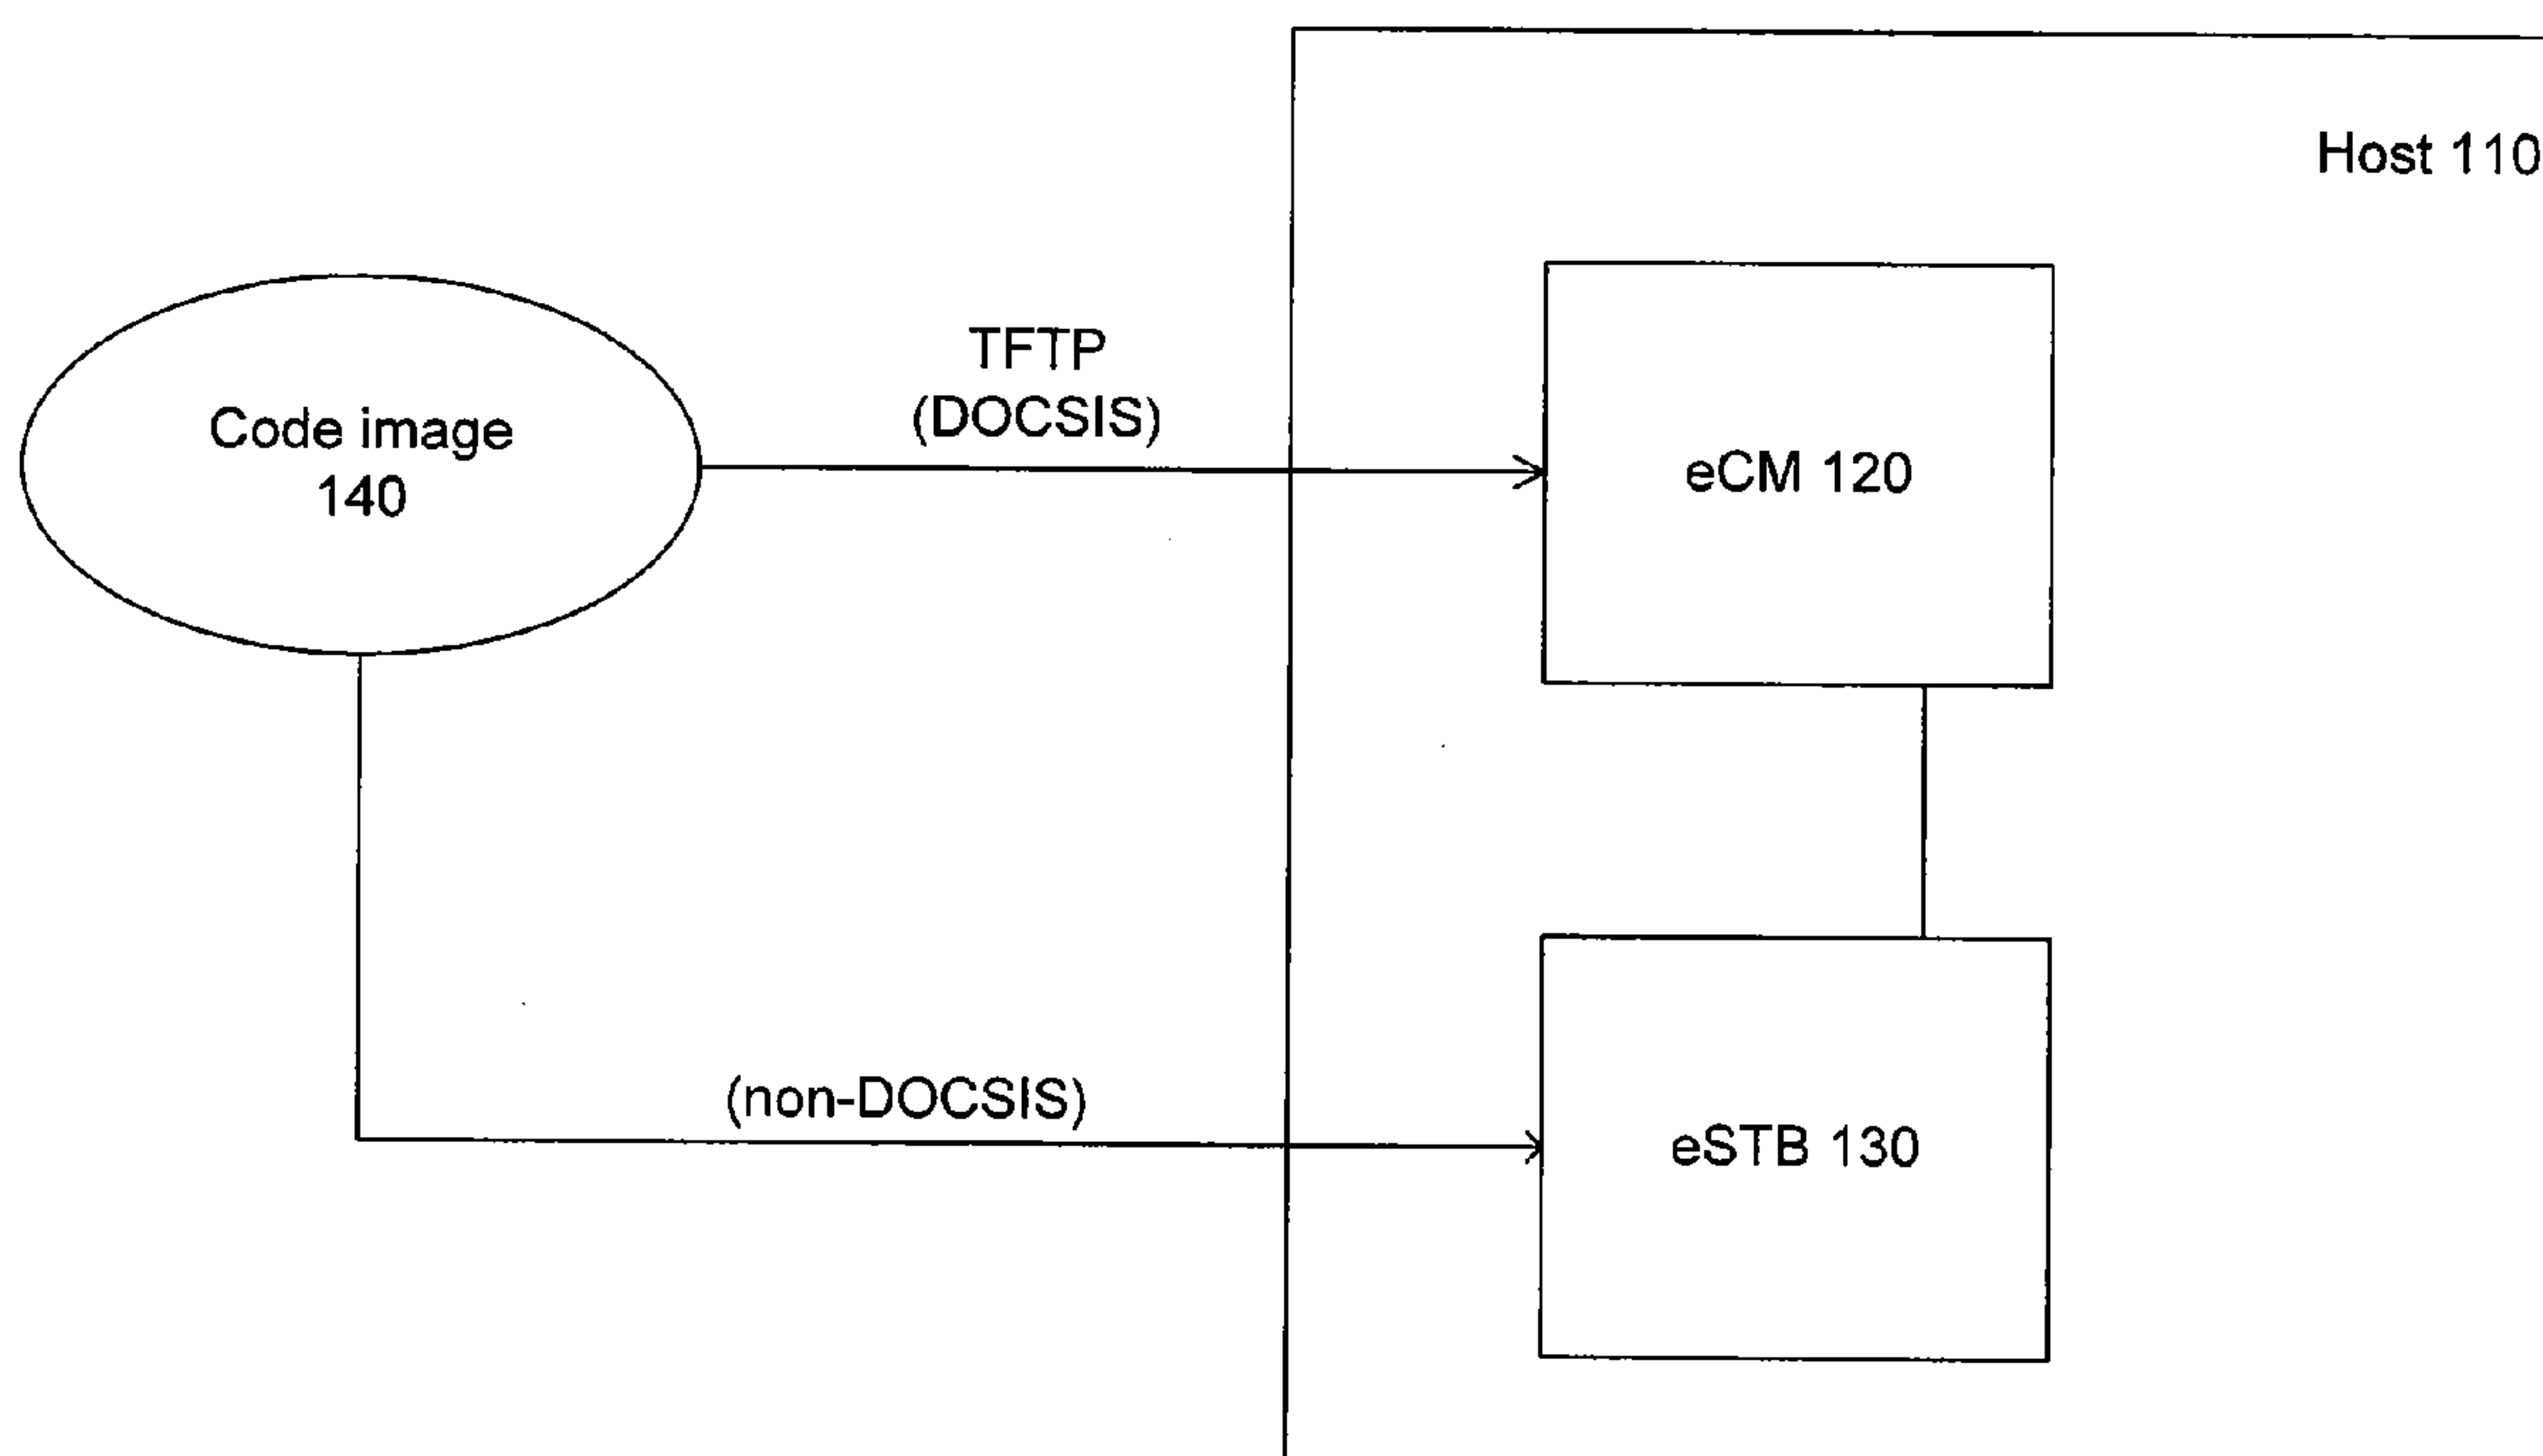 Host 110
TFTP
(DOCSIS)
Code image
140
eCM 120
(non-DOCSIS)
eSTB 130